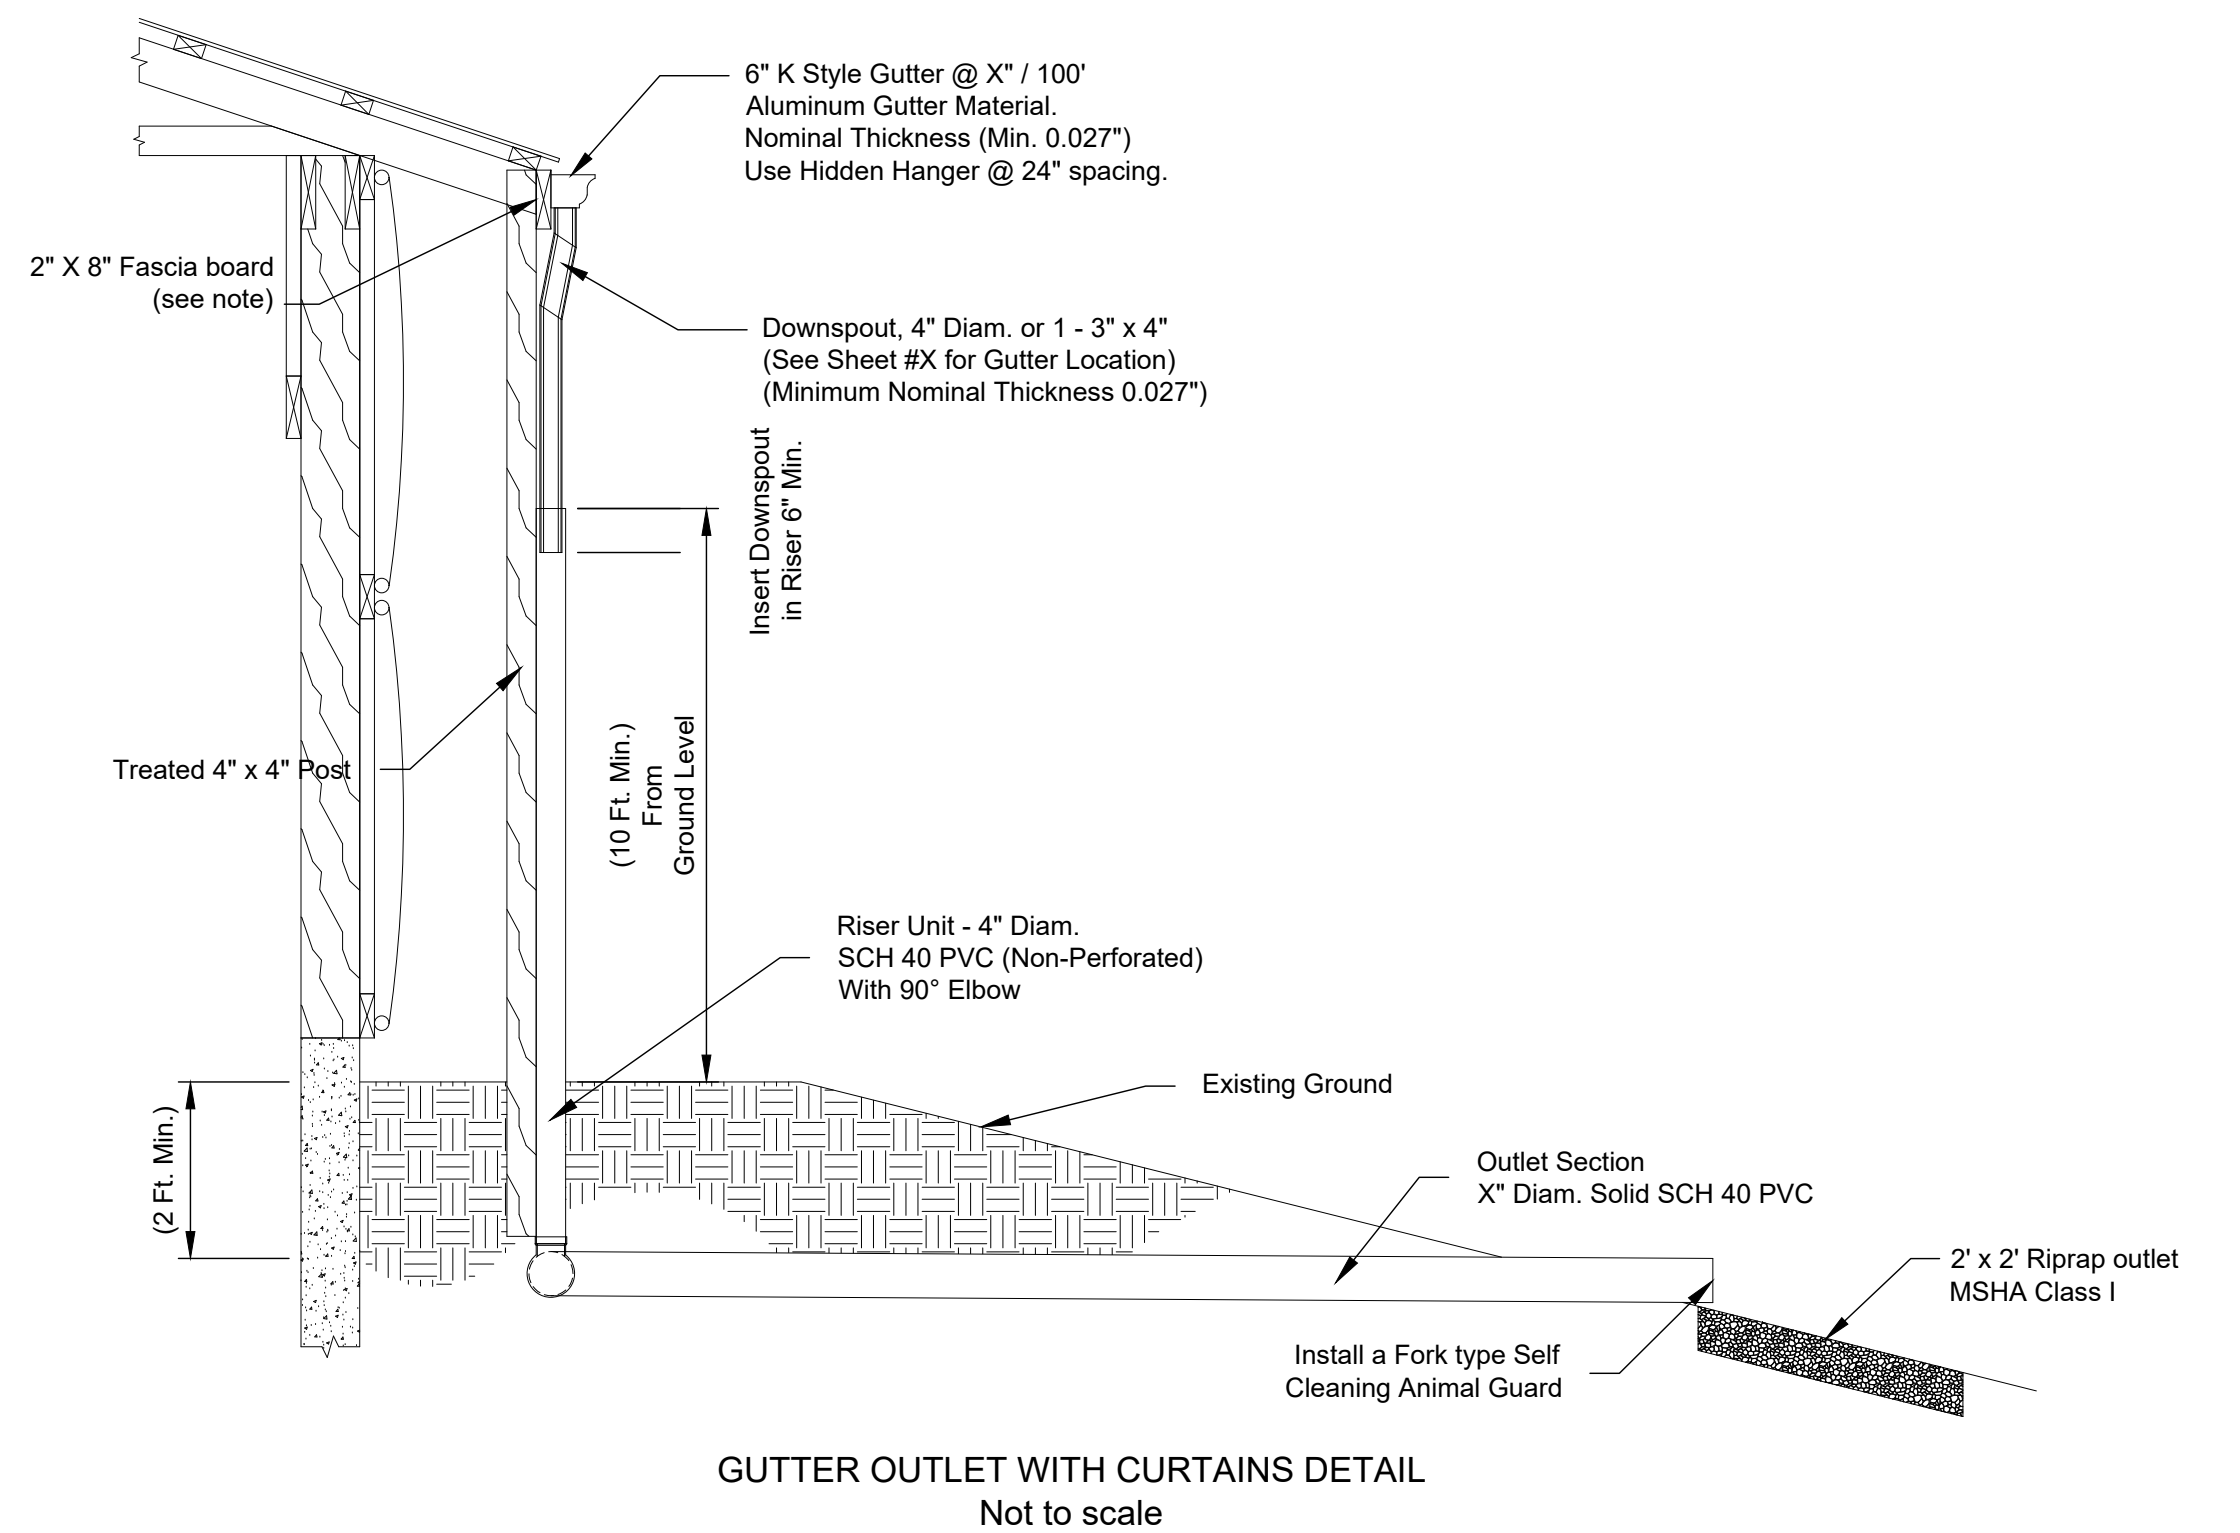 6" K Style Gutter @ X" / 100'
Aluminum Gutter Material.
Nominal Thickness (Min. 0.027")
Use Hidden Hanger @ 24" spacing.
2" X 8" Fascia board
(see note)
Downspout, 4" Diam. or 1 - 3" x 4"
(See Sheet #X for Gutter Location)
(Minimum Nominal Thickness 0.027")
Insert Downspout
in Riser 6" Min.
Treated 4" x 4" Post
(10 Ft. Min.)
From
Ground Level
Riser Unit - 4" Diam.
SCH 40 PVC (Non-Perforated)
With 90° Elbow
Existing Ground
(2 Ft. Min.)
Outlet Section
X" Diam. Solid SCH 40 PVC
2' x 2' Riprap outlet
MSHA Class I
Install a Fork type Self
Cleaning Animal Guard
GUTTER OUTLET WITH CURTAINS DETAIL
Not to scale